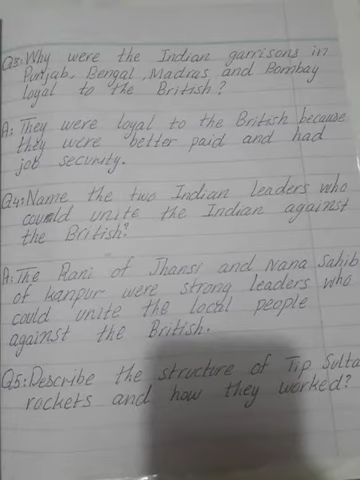 Q3: Why were the Indian garrisons in
Punjab, Bengal, Madras and Bombay
loyal to the British?
A: They were loyal to the British because
they were better paid and had
job security.
Q4: Name the two Indian leaders who
could unite the Indian against
the British?
A: The Rani of Jhansi and Nana Sahib
of Kanpur were strong leaders who
could unite the local people
against the British.
Q5: Describe the structure of Tip Sulta
rockets and how they worked?